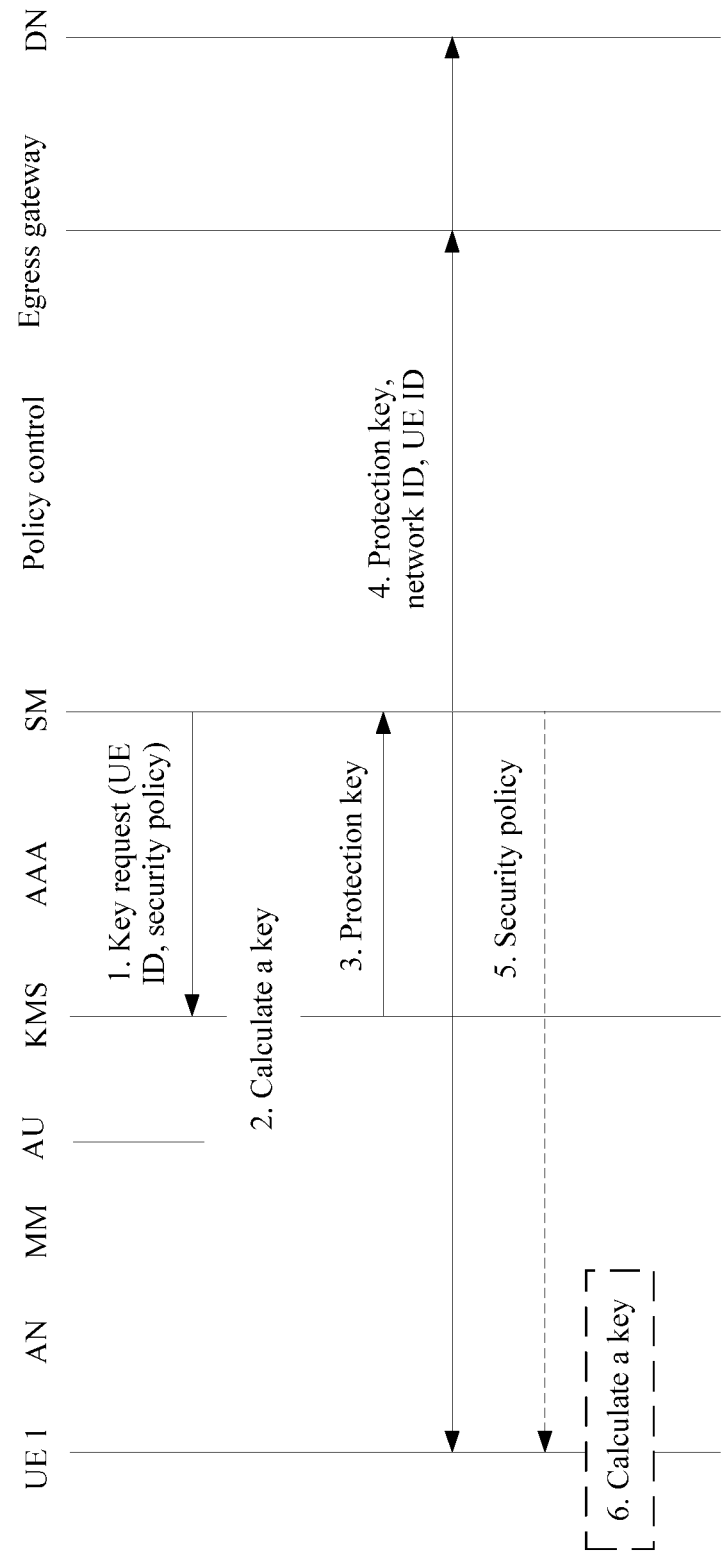 UE 1
AN
MM
AU
KMS
AAA
SM
Policy control
Egress gateway
DN
1. Key request (UE
ID, security policy)
2. Calculate a key
3. Protection key
4. Protection key,
network ID, UE ID
5. Security policy
6. Calculate a key